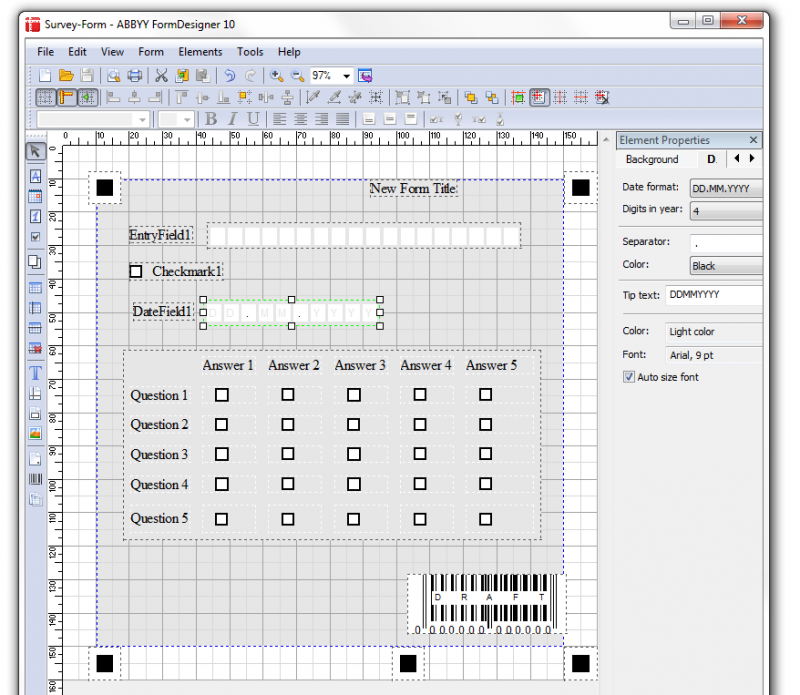 Survey-Form - ABBYY FormDesigner 10
File Edit View Form Elements Tools Help
97%
B I U
0 10 20 30 40 50 60 70 80 90 100 110 120 130 140 150
Element Properties
Background D
Date format: DD.MM.YYYY
Digits in year: 4
Separator: .
Color: Black
Tip text: DDMMYYYY
Color: Light color
Font: Arial, 9 pt
Auto size font
0
10
20
30
40
50
60
70
80
90
100
110
120
130
140
150
160
New Form Title
EntryField1
Checkmark1
DateField1 D D . M M . Y Y Y Y
Answer 1 Answer 2 Answer 3 Answer 4 Answer 5
Question 1
Question 2
Question 3
Question 4
Question 5
D R A F T
0 000000 000000